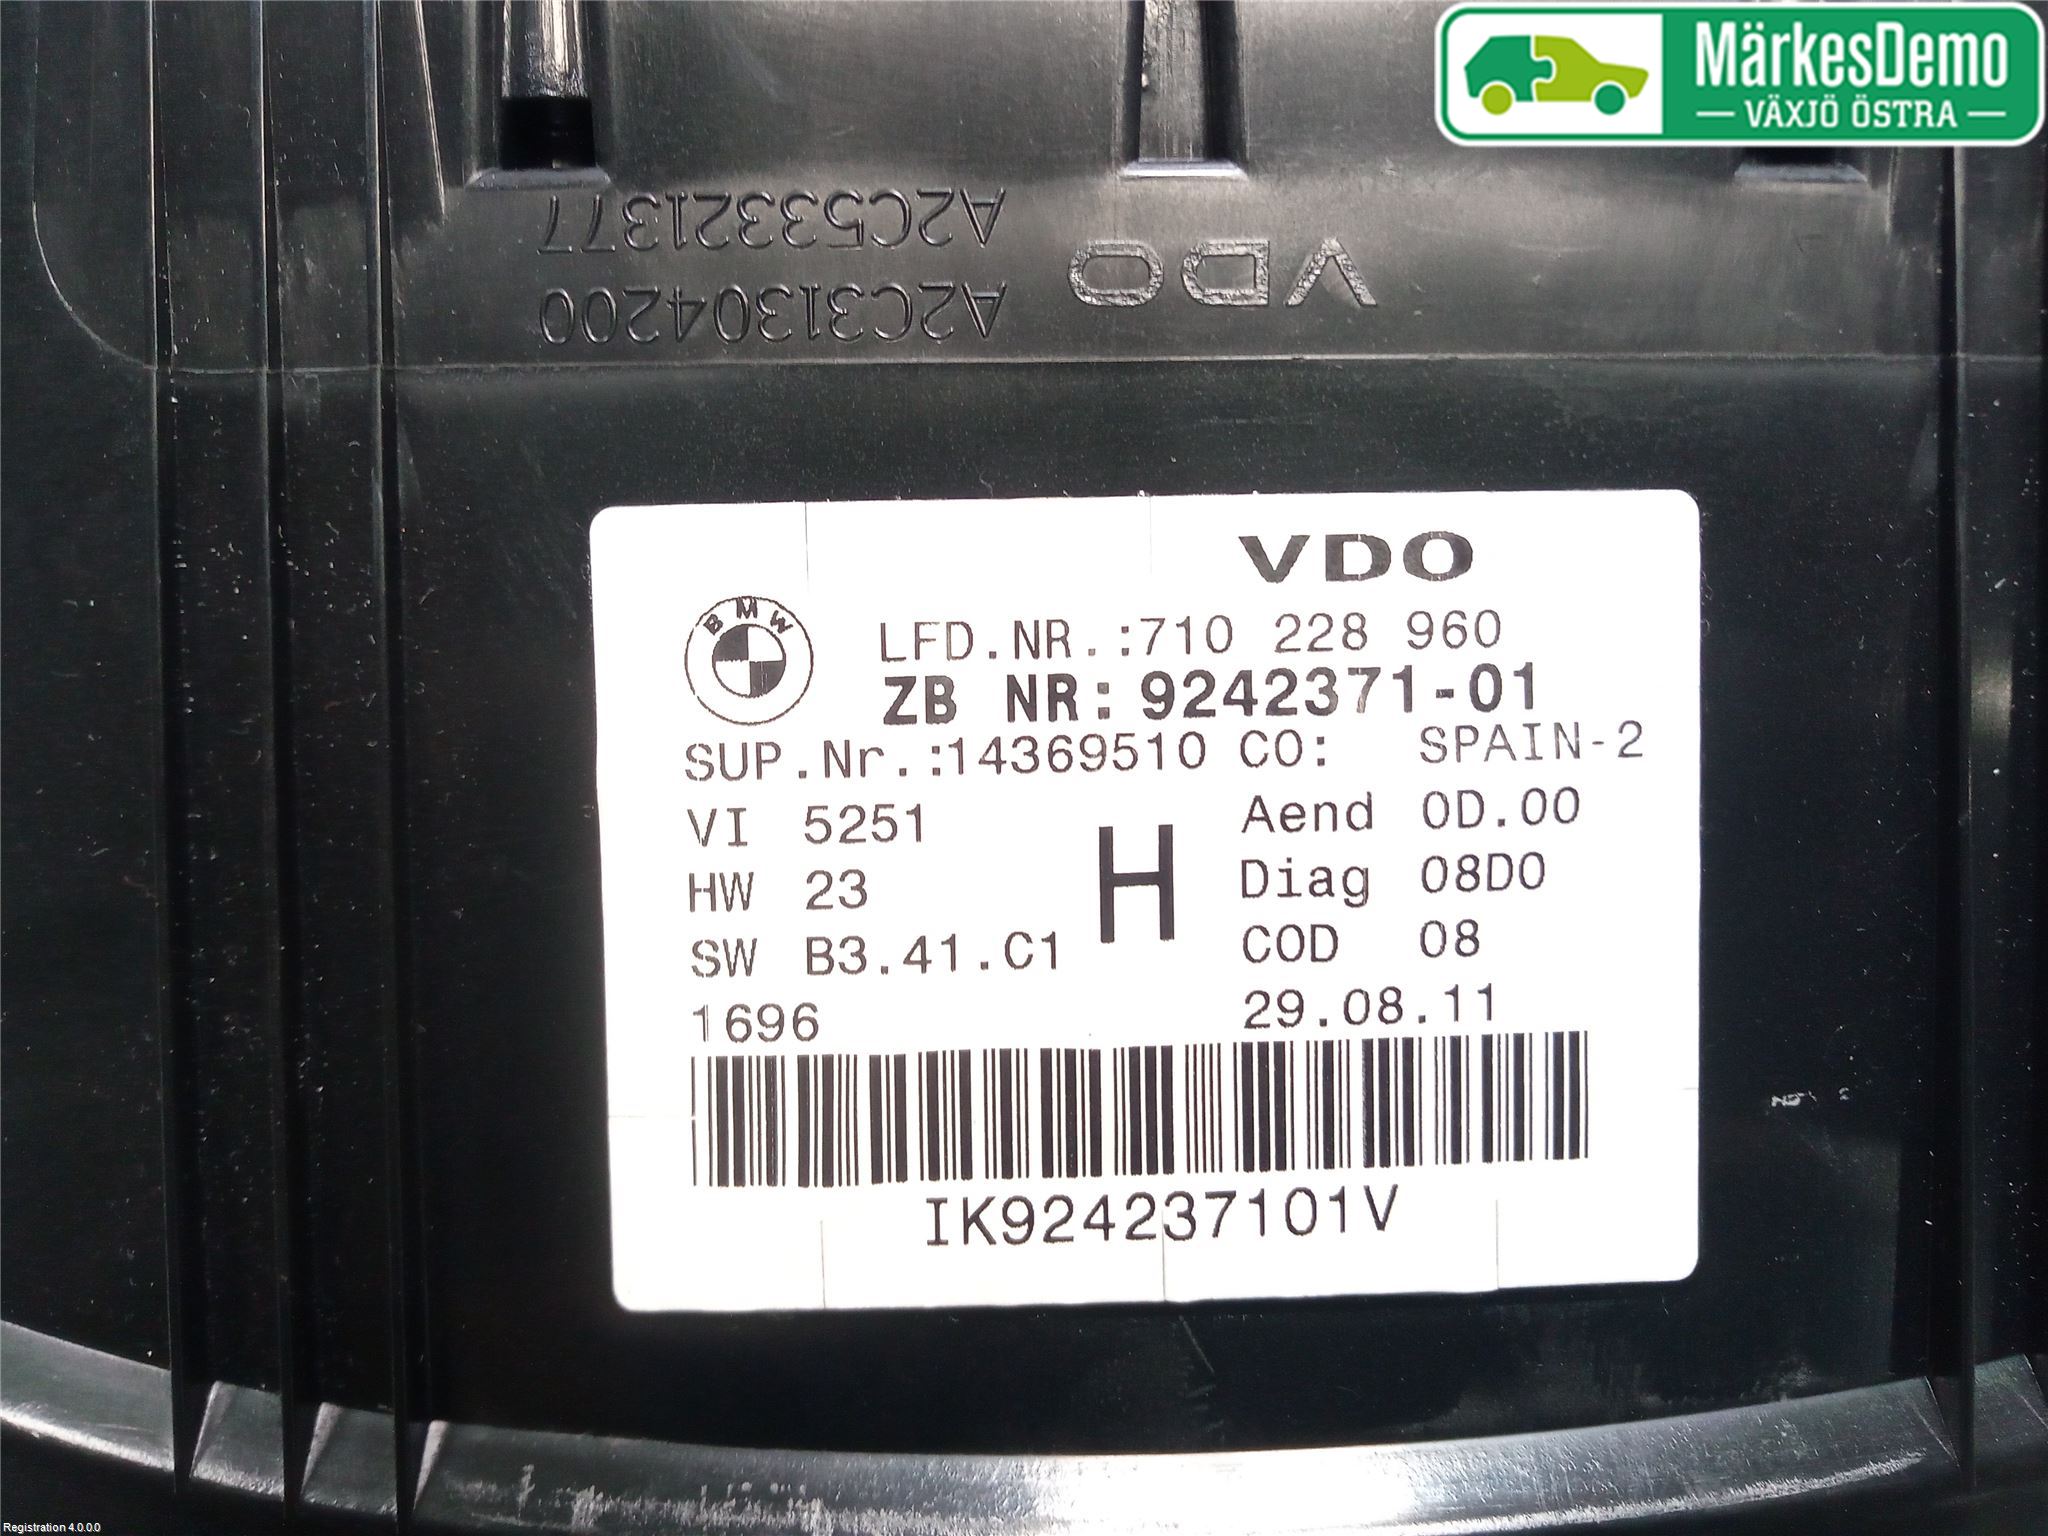 MärkesDemo
VÄXJÖ ÖSTRA
A2C53321377
VDO
A2C31304200
VDO
BMW
LFD.NR.:710 228 960
ZB NR: 9242371-01
SUP.Nr.:14369510 CO: SPAIN-2
VI 5251 Aend 0D.00
H
HW 23 Diag 08D0
SW B3.41.C1 COD 08
1696 29.08.11
IK924237101V
Registration 4.0.0.0